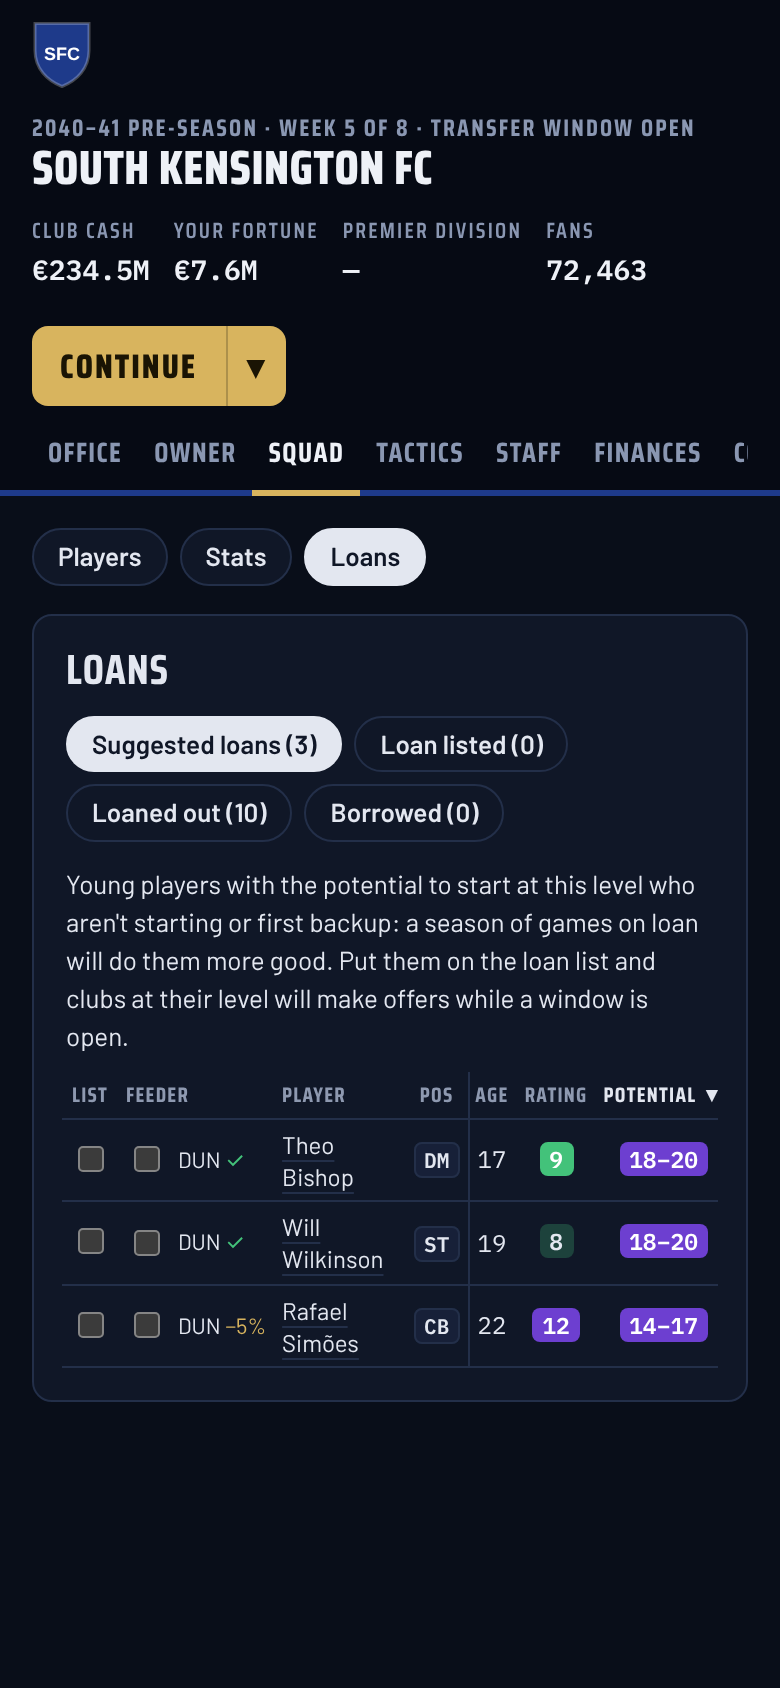 SFC
2040–41 PRE-SEASON · WEEK 5 OF 8 · TRANSFER WINDOW OPEN
SOUTH KENSINGTON FC
CLUB CASH YOUR FORTUNE PREMIER DIVISION FANS
€234.5M €7.6M — 72,463
CONTINUE ▼
OFFICE OWNER SQUAD TACTICS STAFF FINANCES
Players Stats Loans
LOANS
Suggested loans (3) Loan listed (0)
Loaned out (10) Borrowed (0)
Young players with the potential to start at this level who
aren't starting or first backup: a season of games on loan
will do them more good. Put them on the loan list and
clubs at their level will make offers while a window is
open.
LIST FEEDER PLAYER POS AGE RATING POTENTIAL ▼
DUN ✓ Theo Bishop DM 17 9 18–20
DUN ✓ Will Wilkinson ST 19 8 18–20
DUN −5% Rafael Simões CB 22 12 14–17